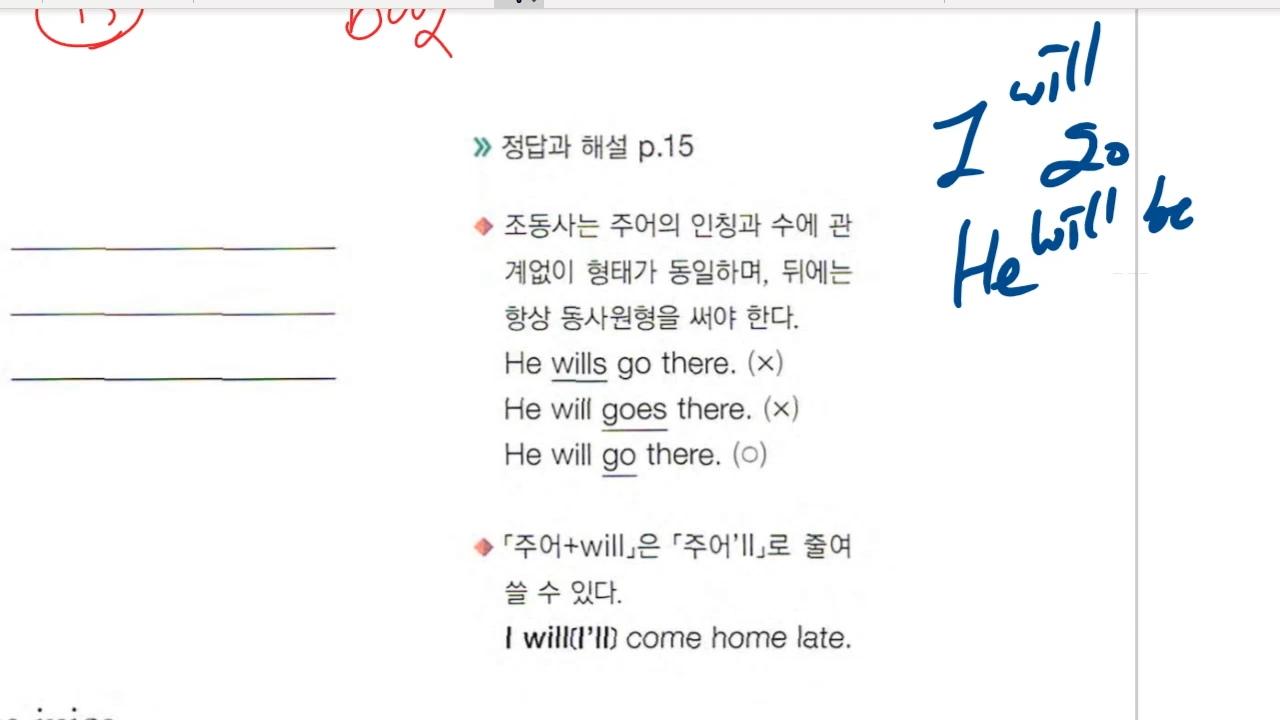 I will go
He will be
» 정답과 해설 p.15
조동사는 주어의 인칭과 수에 관
계없이 형태가 동일하며, 뒤에는
항상 동사원형을 써야 한다.
He wills go there. (×)
He will goes there. (×)
He will go there. (○)
「주어+will」은 「주어’ll」로 줄여
쓸 수 있다.
I will(I’ll) come home late.